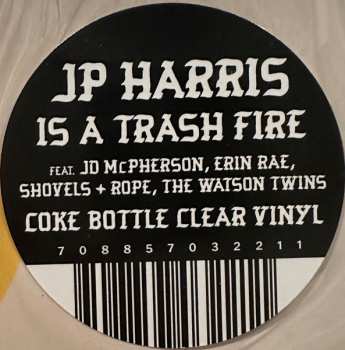 JP HARRIS
IS A TRASH FIRE
FEAT. JD McPHERSON, ERIN RAE,
SHOVELS + ROPE, THE WATSON TWINS
COKE BOTTLE CLEAR VINYL
708857032211